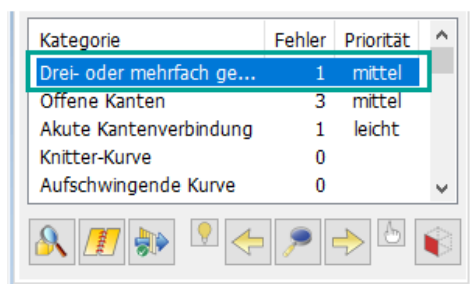 Kategorie Fehler Priorität
Drei- oder mehrfach ge... 1 mittel
Offene Kanten 3 mittel
Akute Kantenverbindung 1 leicht
Knitter-Kurve 0
Aufschwingende Kurve 0